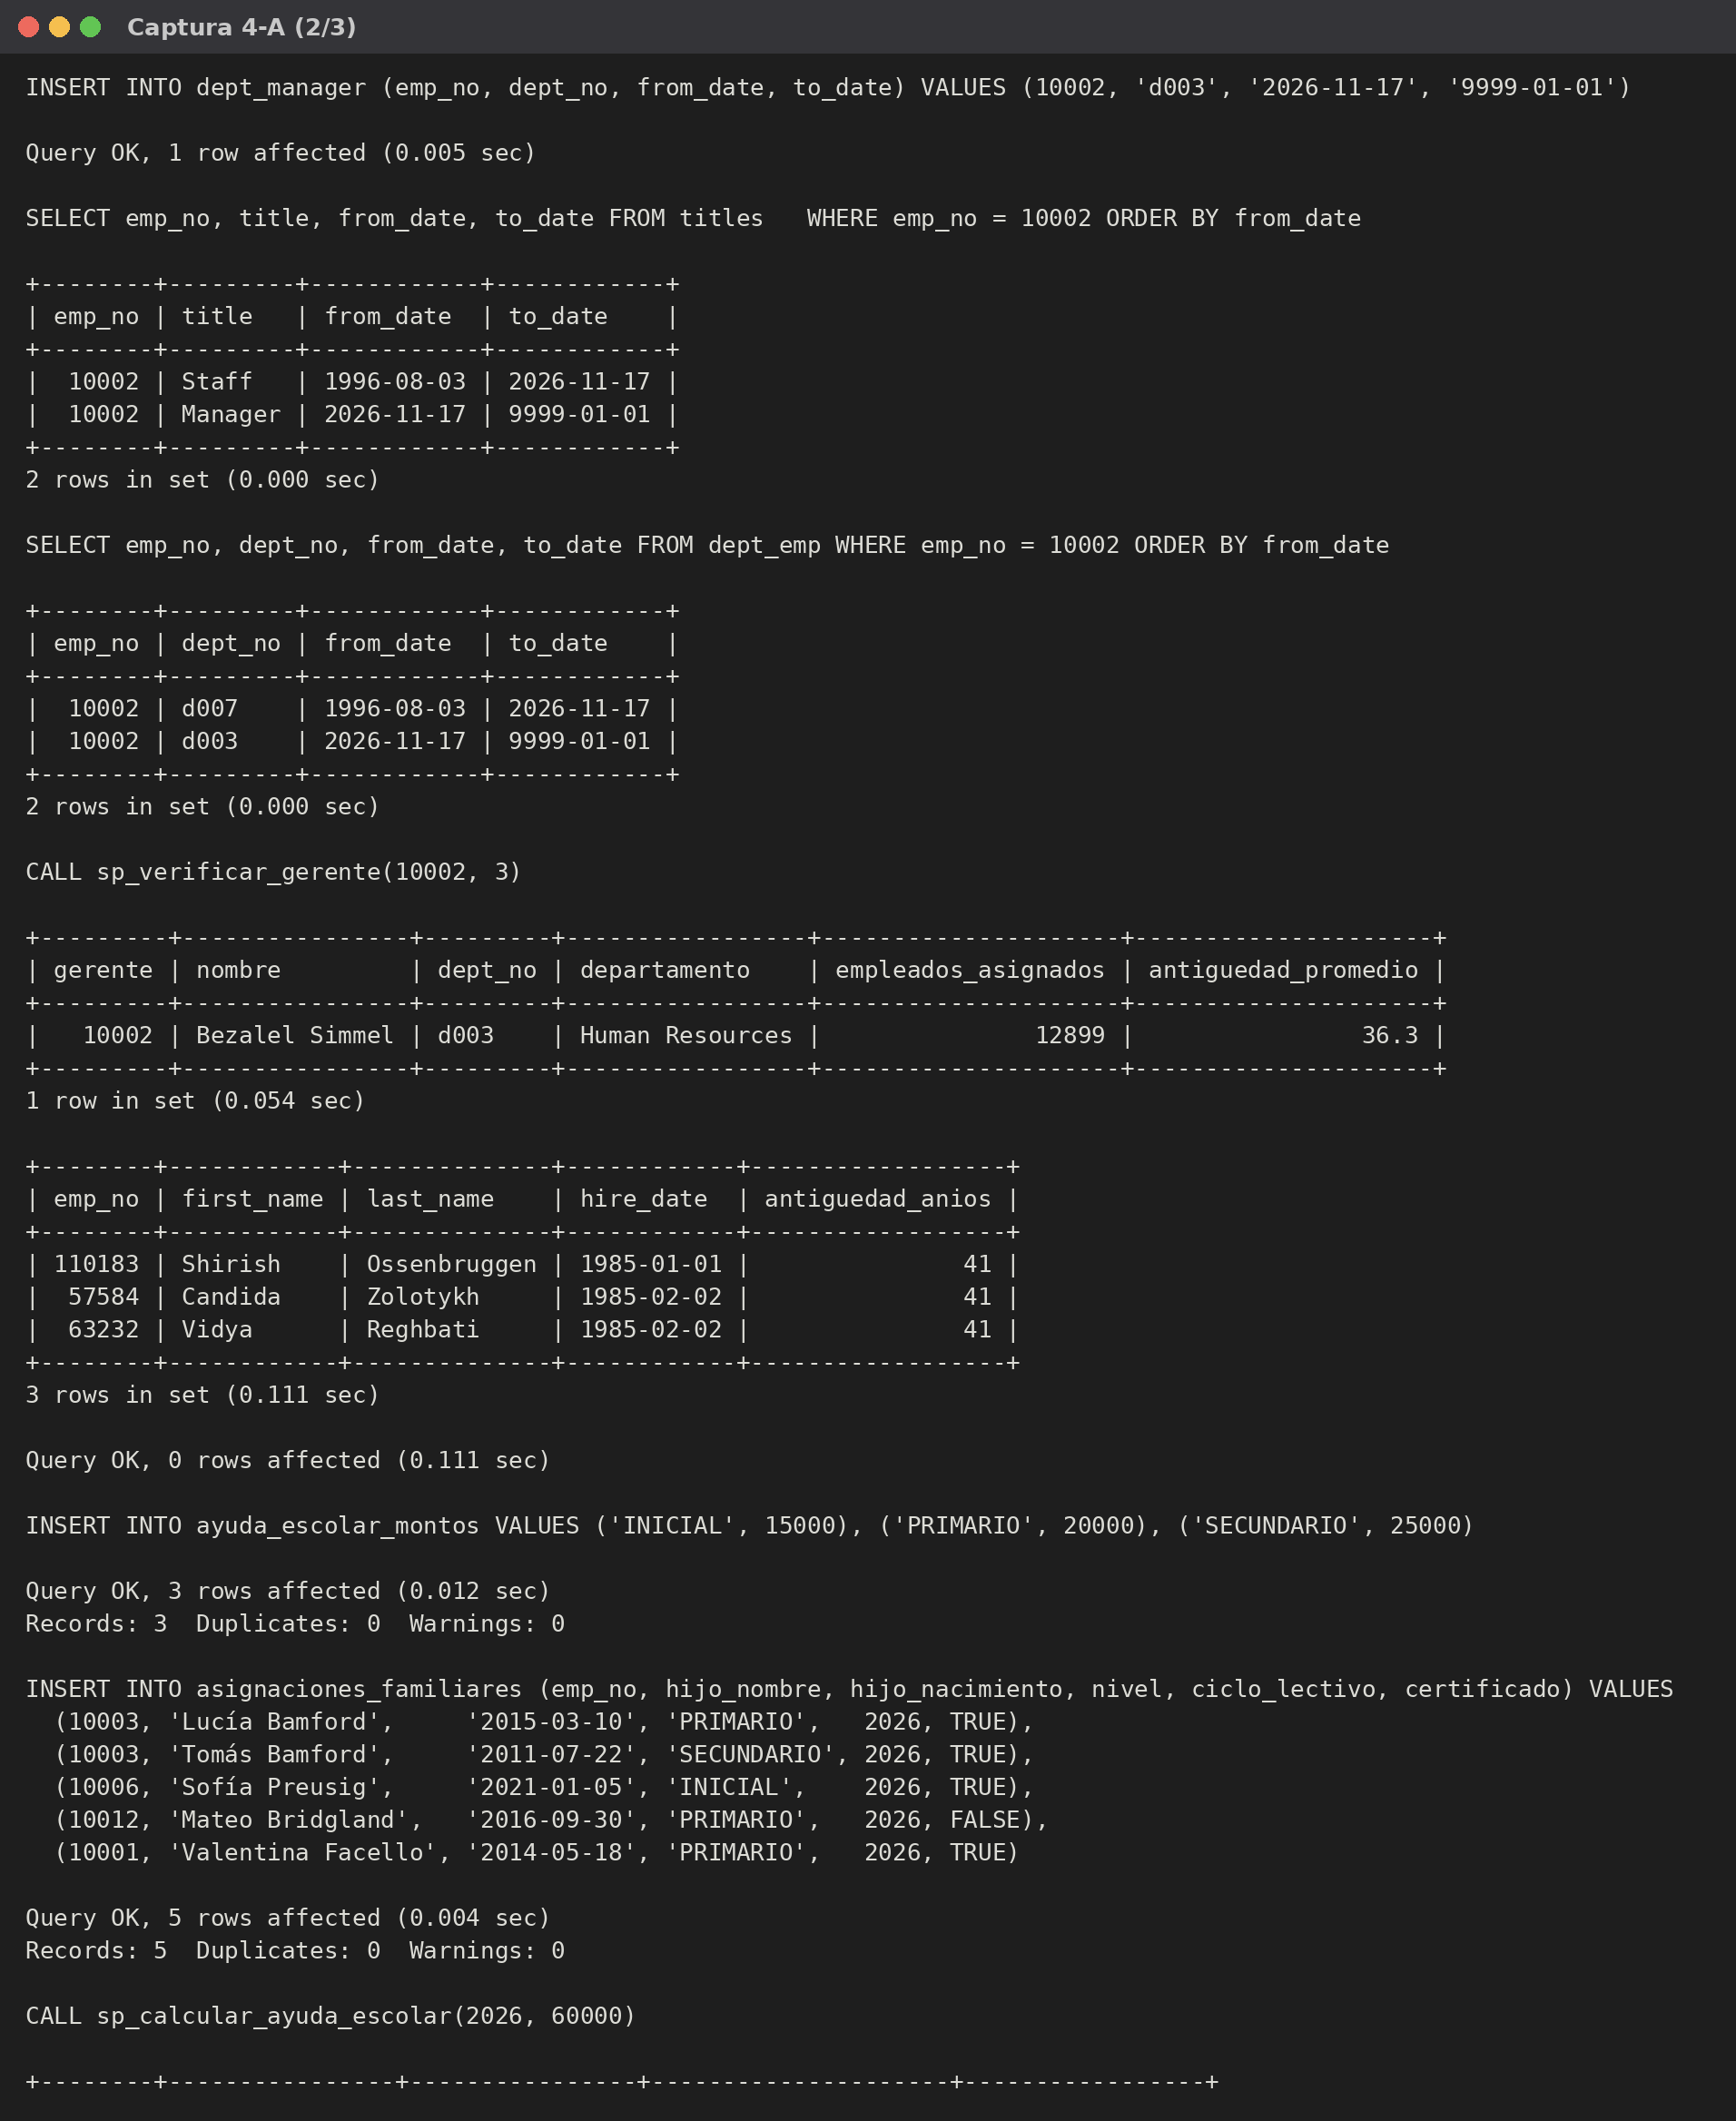 Captura 4-A (2/3)
INSERT INTO dept_manager (emp_no, dept_no, from_date, to_date) VALUES (10002, 'd003', '2026-11-17', '9999-01-01')
Query OK, 1 row affected (0.005 sec)
SELECT emp_no, title, from_date, to_date FROM titles   WHERE emp_no = 10002 ORDER BY from_date
+--------+---------+------------+------------+
| emp_no | title   | from_date  | to_date    |
+--------+---------+------------+------------+
|  10002 | Staff   | 1996-08-03 | 2026-11-17 |
|  10002 | Manager | 2026-11-17 | 9999-01-01 |
+--------+---------+------------+------------+
2 rows in set (0.000 sec)
SELECT emp_no, dept_no, from_date, to_date FROM dept_emp WHERE emp_no = 10002 ORDER BY from_date
+--------+---------+------------+------------+
| emp_no | dept_no | from_date  | to_date    |
+--------+---------+------------+------------+
|  10002 | d007    | 1996-08-03 | 2026-11-17 |
|  10002 | d003    | 2026-11-17 | 9999-01-01 |
+--------+---------+------------+------------+
2 rows in set (0.000 sec)
CALL sp_verificar_gerente(10002, 3)
+---------+----------------+---------+-----------------+---------------------+---------------------+
| gerente | nombre         | dept_no | departamento    | empleados_asignados | antiguedad_promedio |
+---------+----------------+---------+-----------------+---------------------+---------------------+
|   10002 | Bezalel Simmel | d003    | Human Resources |               12899 |                36.3 |
+---------+----------------+---------+-----------------+---------------------+---------------------+
1 row in set (0.054 sec)
+--------+------------+--------------+------------+------------------+
| emp_no | first_name | last_name    | hire_date  | antiguedad_anios |
+--------+------------+--------------+------------+------------------+
| 110183 | Shirish    | Ossenbruggen | 1985-01-01 |               41 |
|  57584 | Candida    | Zolotykh     | 1985-02-02 |               41 |
|  63232 | Vidya      | Reghbati     | 1985-02-02 |               41 |
+--------+------------+--------------+------------+------------------+
3 rows in set (0.111 sec)
Query OK, 0 rows affected (0.111 sec)
INSERT INTO ayuda_escolar_montos VALUES ('INICIAL', 15000), ('PRIMARIO', 20000), ('SECUNDARIO', 25000)
Query OK, 3 rows affected (0.012 sec)
Records: 3  Duplicates: 0  Warnings: 0
INSERT INTO asignaciones_familiares (emp_no, hijo_nombre, hijo_nacimiento, nivel, ciclo_lectivo, certificado) VALUES
  (10003, 'Lucía Bamford',     '2015-03-10', 'PRIMARIO',   2026, TRUE),
  (10003, 'Tomás Bamford',     '2011-07-22', 'SECUNDARIO', 2026, TRUE),
  (10006, 'Sofía Preusig',     '2021-01-05', 'INICIAL',    2026, TRUE),
  (10012, 'Mateo Bridgland',   '2016-09-30', 'PRIMARIO',   2026, FALSE),
  (10001, 'Valentina Facello', '2014-05-18', 'PRIMARIO',   2026, TRUE)
Query OK, 5 rows affected (0.004 sec)
Records: 5  Duplicates: 0  Warnings: 0
CALL sp_calcular_ayuda_escolar(2026, 60000)
+--------+----------------+----------------+---------------------+-----------------+